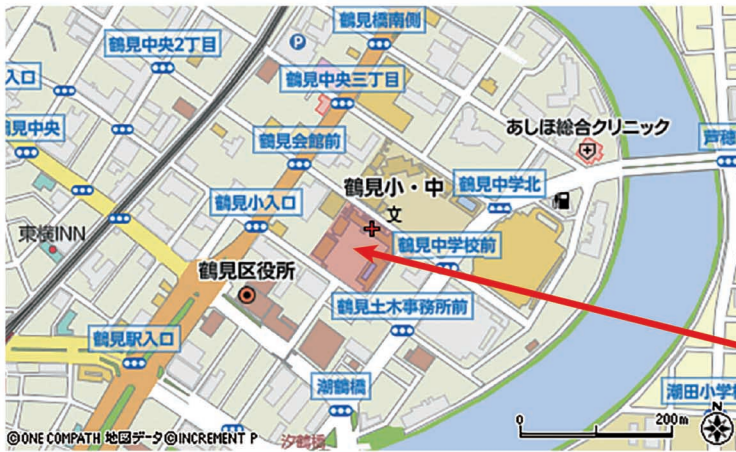 鶴見橋南側
P
鶴見中央2丁目
入口
鶴見中央三丁目
見中央
鶴見会館前
あしほ総合クリニック
芦穂
鶴見小・中
鶴見中学北
文
東横INN
鶴見小入口
鶴見中学校前
鶴見区役所
鶴見土木事務所前
鶴見駅入口
潮鶴橋
潮田小学校
0
200m
N
©ONE COMPATH 地図データ©INCREMENT P
汐鶴橋